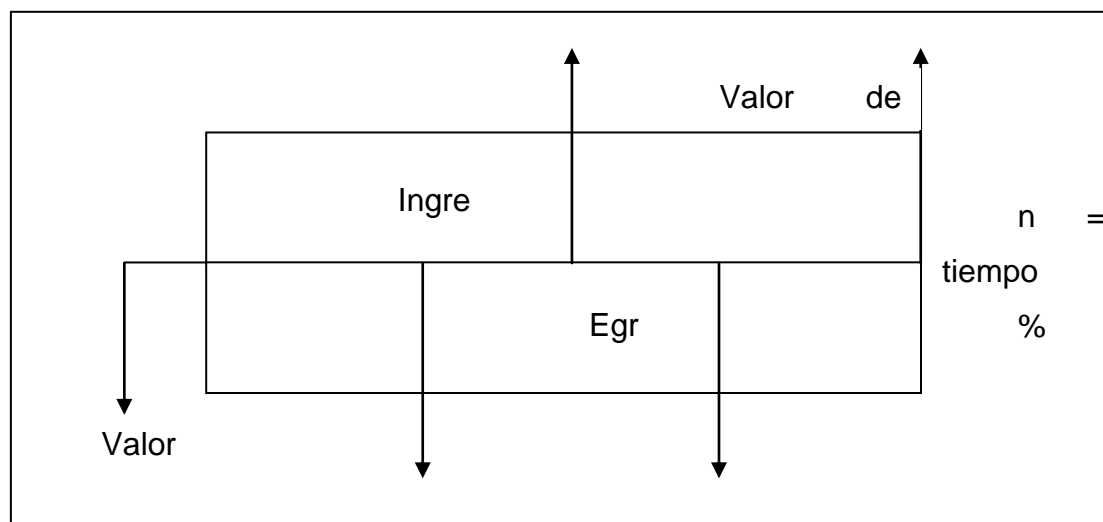 Valor de
Ingre
n =
tiempo
Egr
%
Valor